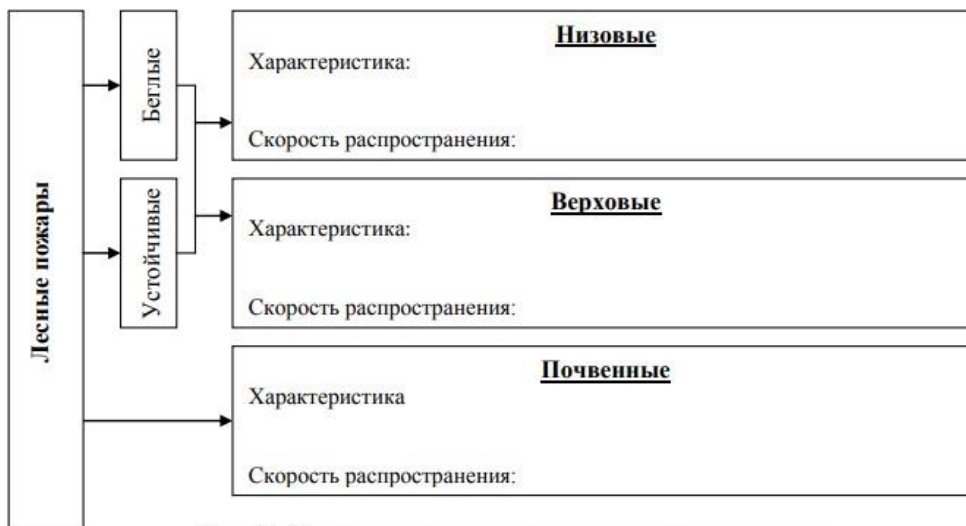 Лесные пожары
Беглые
Устойчивые
Низовые
Характеристика:
Скорость распространения:
Верховые
Характеристика:
Скорость распространения:
Почвенные
Характеристика
Скорость распространения: